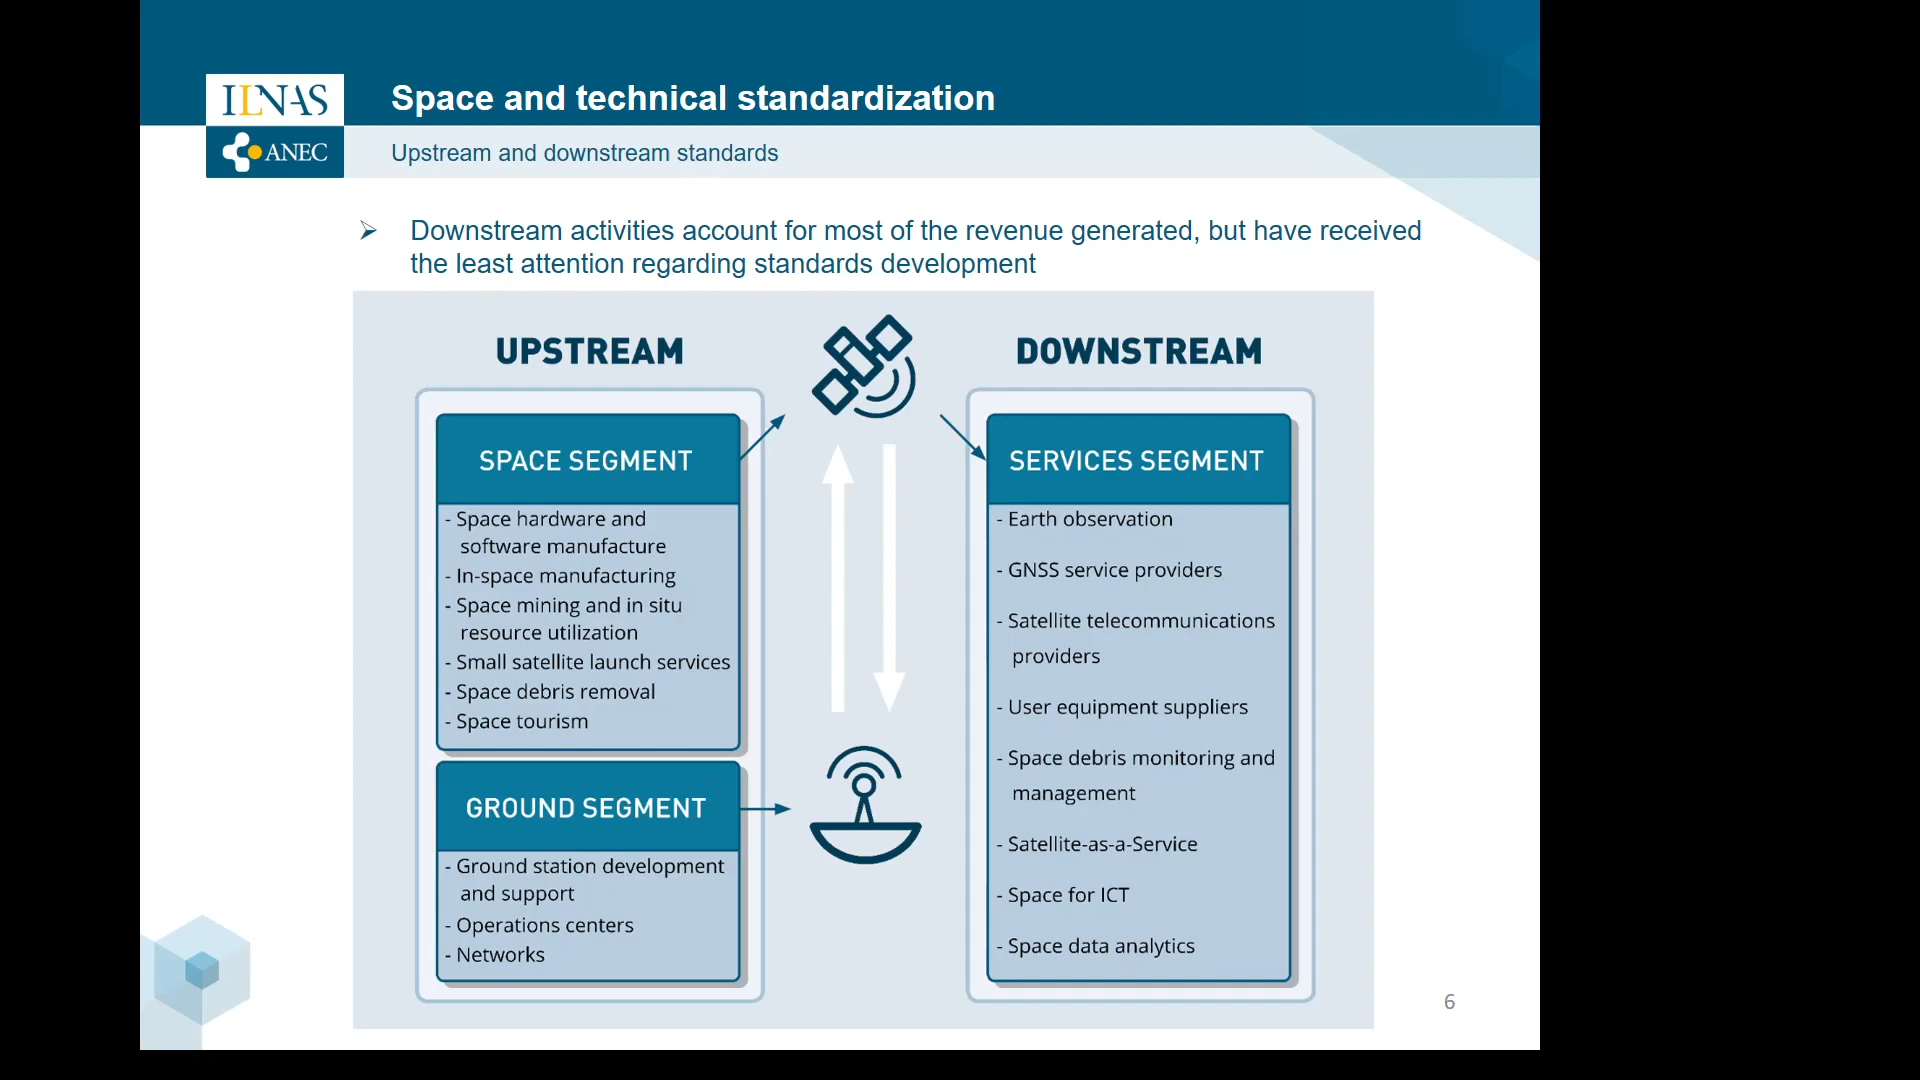 ILNAS
ANEC
Space and technical standardization
Upstream and downstream standards
Downstream activities account for most of the revenue generated, but have received
the least attention regarding standards development
UPSTREAM
SPACE SEGMENT
- Space hardware and
software manufacture
- In-space manufacturing
- Space mining and in situ
resource utilization
- Small satellite launch services
- Space debris removal
- Space tourism
GROUND SEGMENT
- Ground station development
and support
- Operations centers
- Networks
DOWNSTREAM
SERVICES SEGMENT
- Earth observation
- GNSS service providers
- Satellite telecommunications
providers
- User equipment suppliers
- Space debris monitoring and
management
- Satellite-as-a-Service
- Space for ICT
- Space data analytics
6